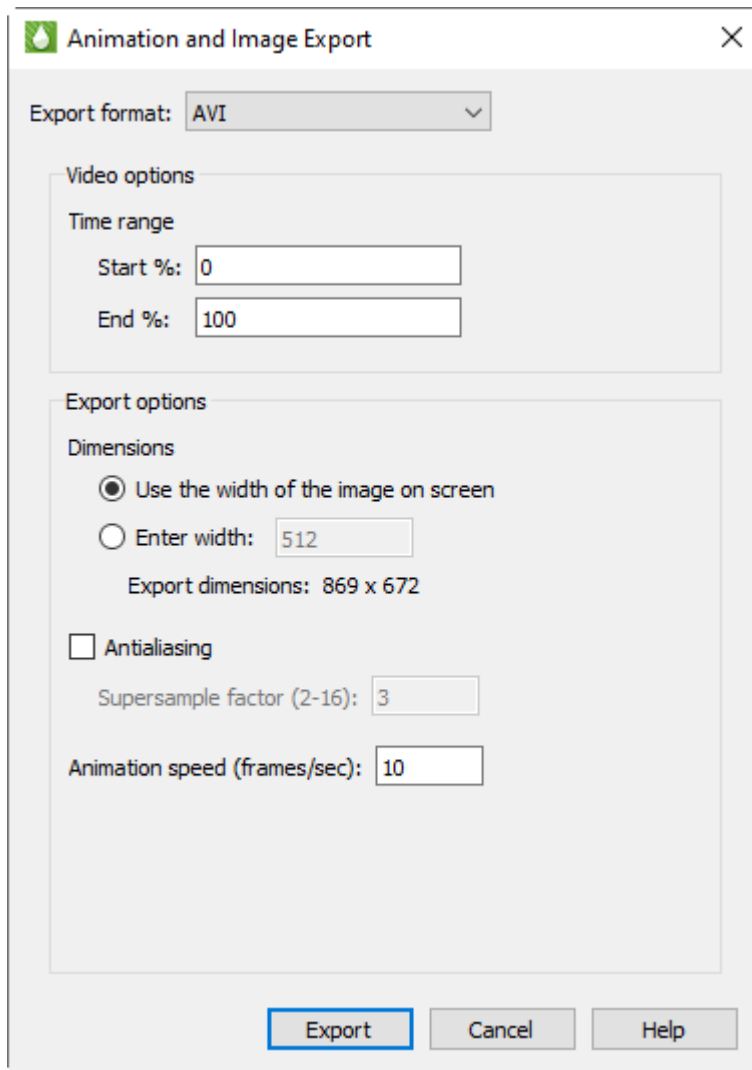 Animation and Image Export
Export format: AVI
Video options
Time range
Start %: 0
End %: 100
Export options
Dimensions
Use the width of the image on screen
Enter width: 512
Export dimensions: 869 x 672
Antialiasing
Supersample factor (2-16): 3
Animation speed (frames/sec): 10
Export Cancel Help